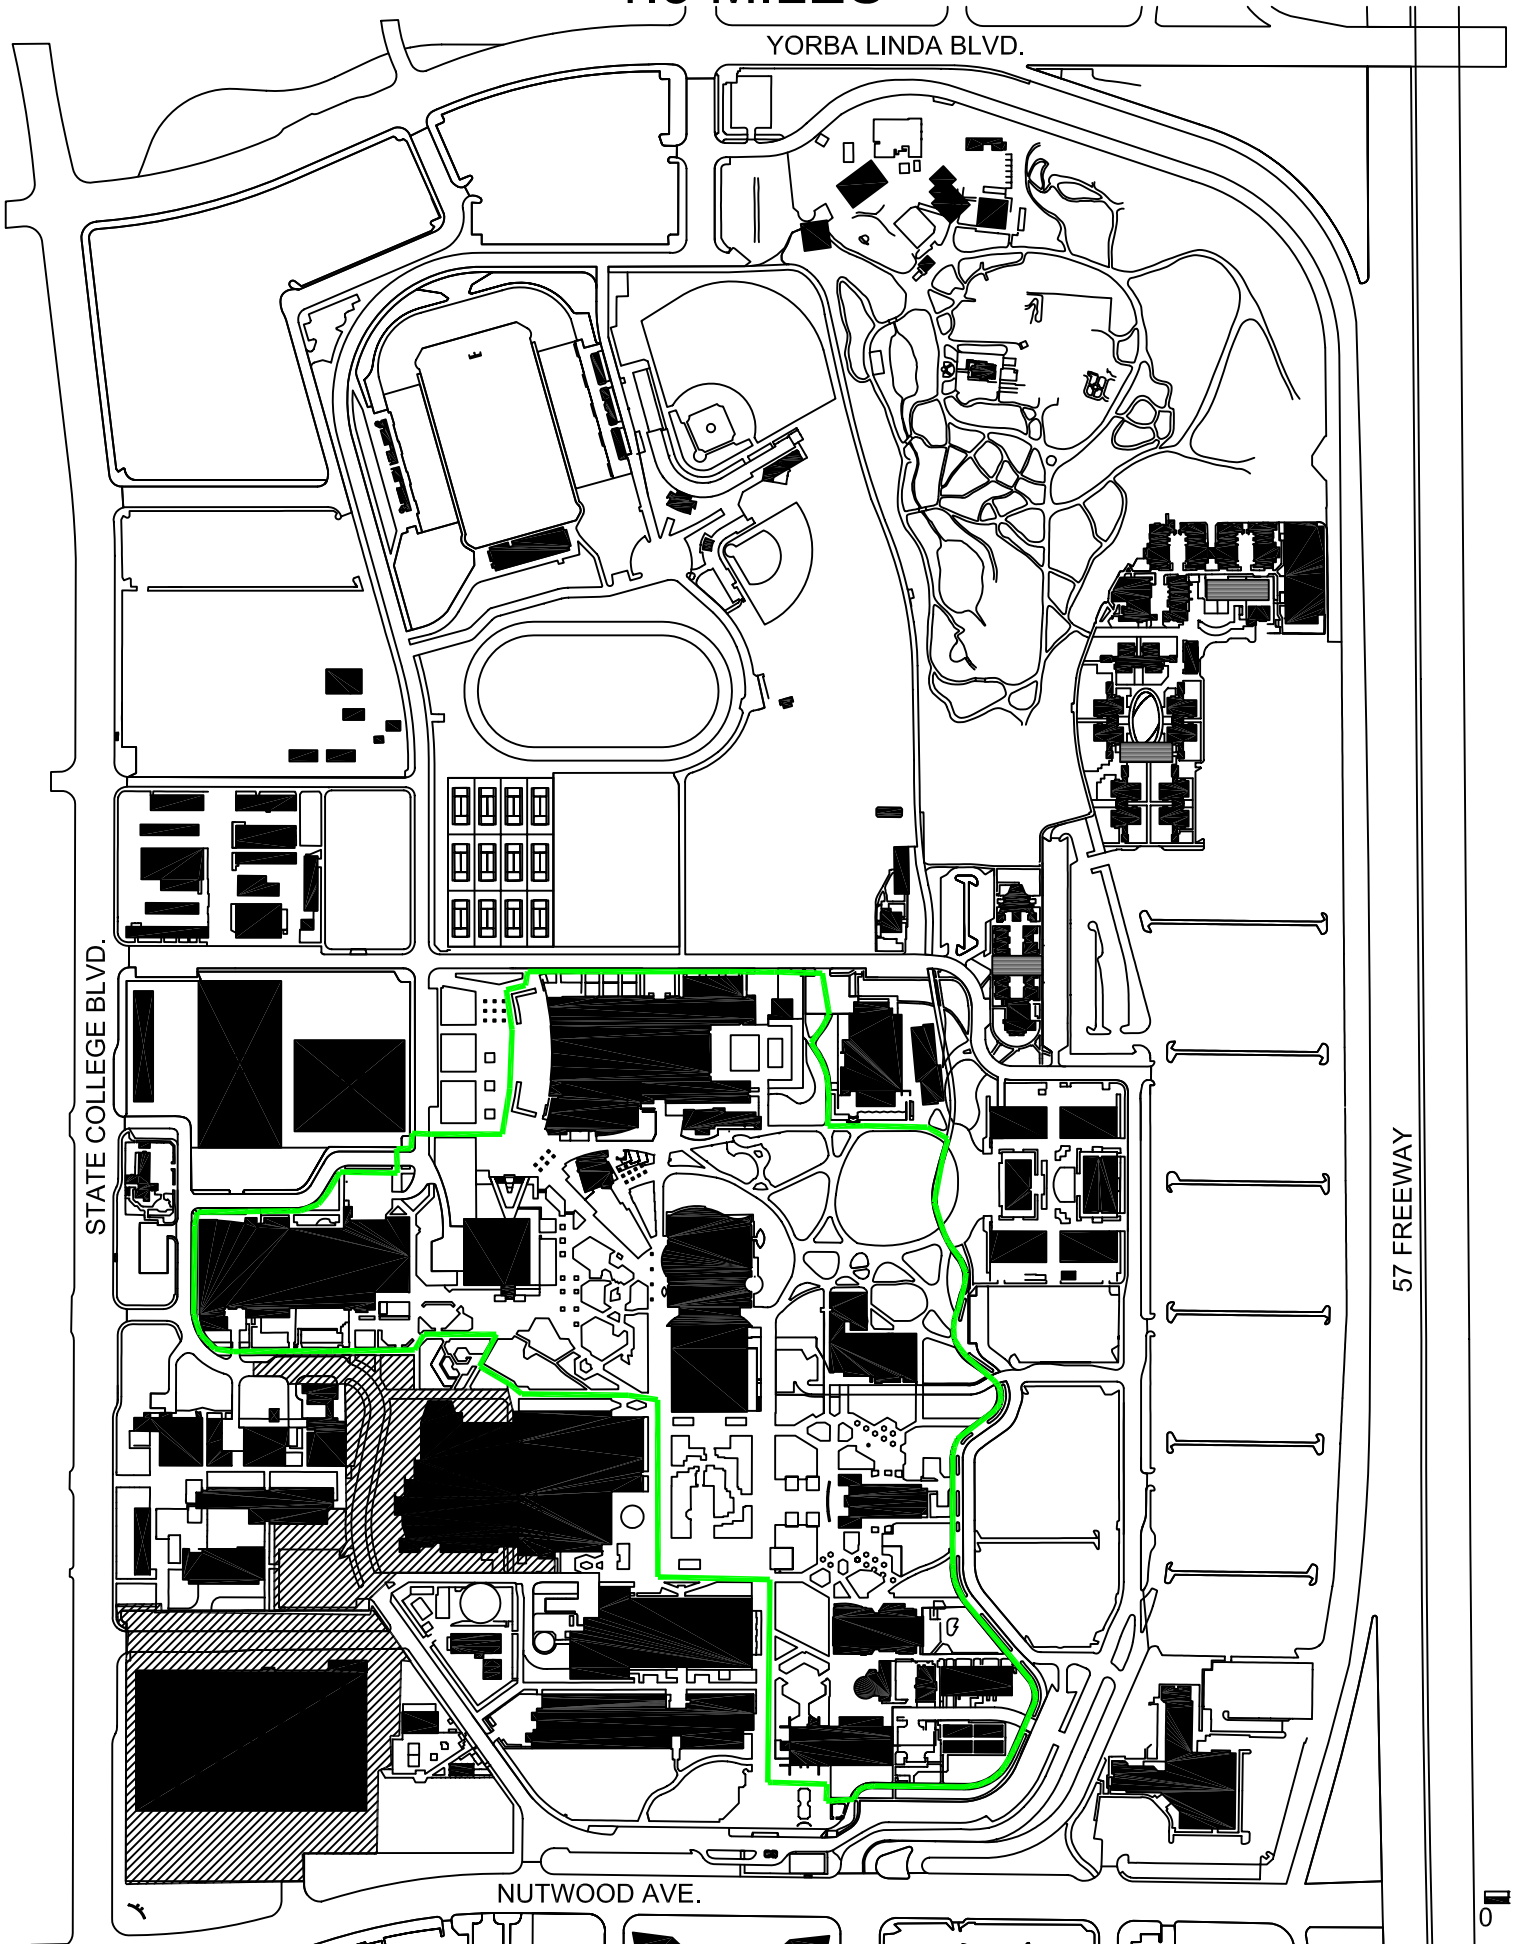 YORBA LINDA BLVD.
STATE COLLEGE BLVD.
57 FREEWAY
NUTWOOD AVE.
0